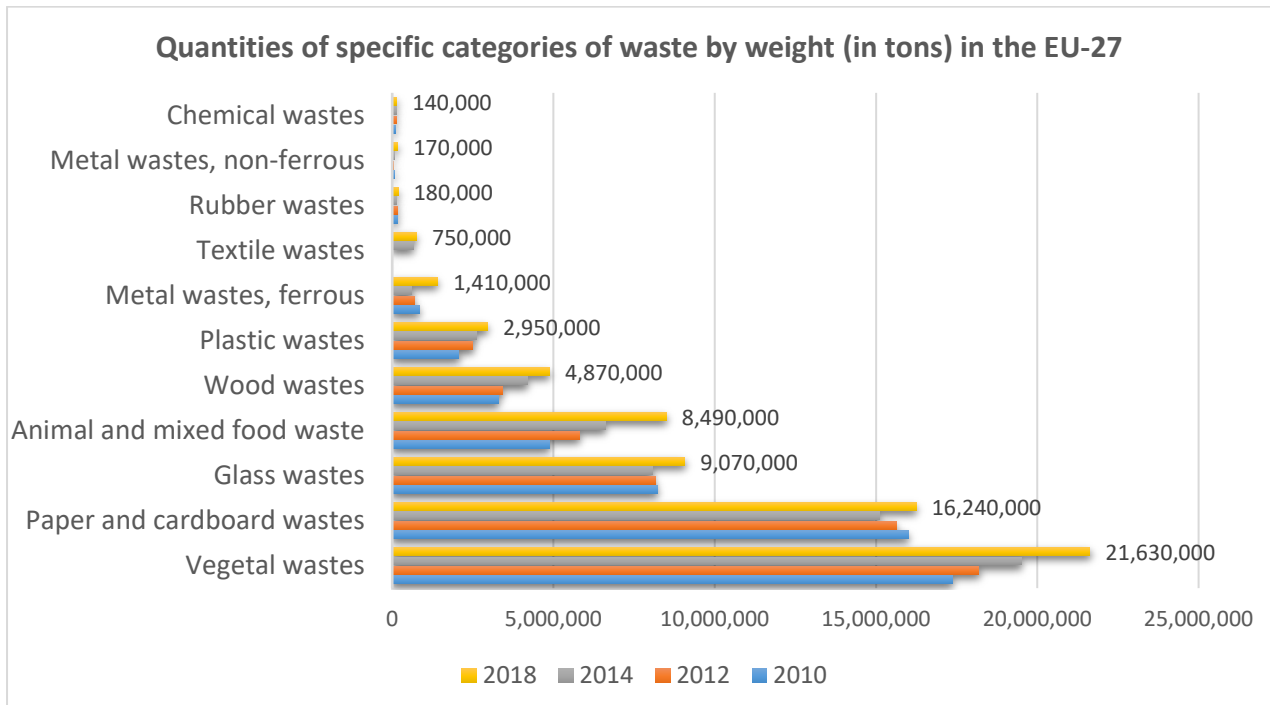 Quantities of specific categories of waste by weight (in tons) in the EU-27
Chemical wastes 140,000
Metal wastes, non-ferrous 170,000
Rubber wastes 180,000
Textile wastes 750,000
Metal wastes, ferrous 1,410,000
Plastic wastes 2,950,000
Wood wastes 4,870,000
Animal and mixed food waste 8,490,000
Glass wastes 9,070,000
Paper and cardboard wastes 16,240,000
Vegetal wastes 21,630,000
0 5,000,000 10,000,000 15,000,000 20,000,000 25,000,000
2018 2014 2012 2010